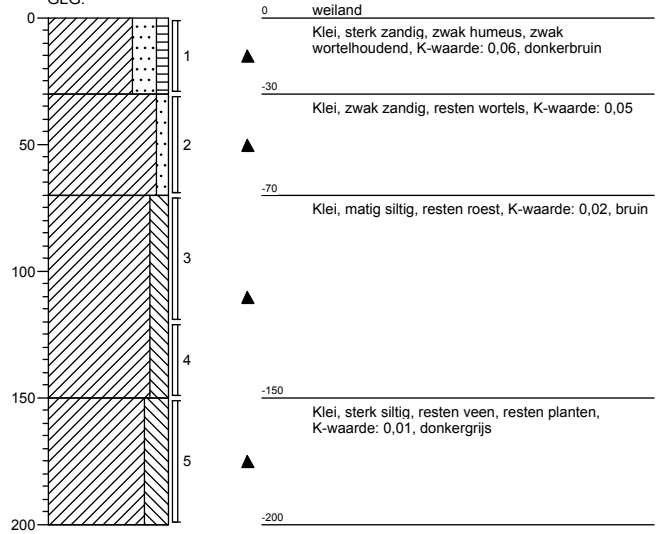 GLG:
0
50
100
150
200
1
2
3
4
5
0 weiland
Klei, sterk zandig, zwak humeus, zwak
wortelhoudend, K-waarde: 0,06, donkerbruin
-30
Klei, zwak zandig, resten wortels, K-waarde: 0,05
-70
Klei, matig siltig, resten roest, K-waarde: 0,02, bruin
-150
Klei, sterk siltig, resten veen, resten planten,
K-waarde: 0,01, donkergrijs
-200